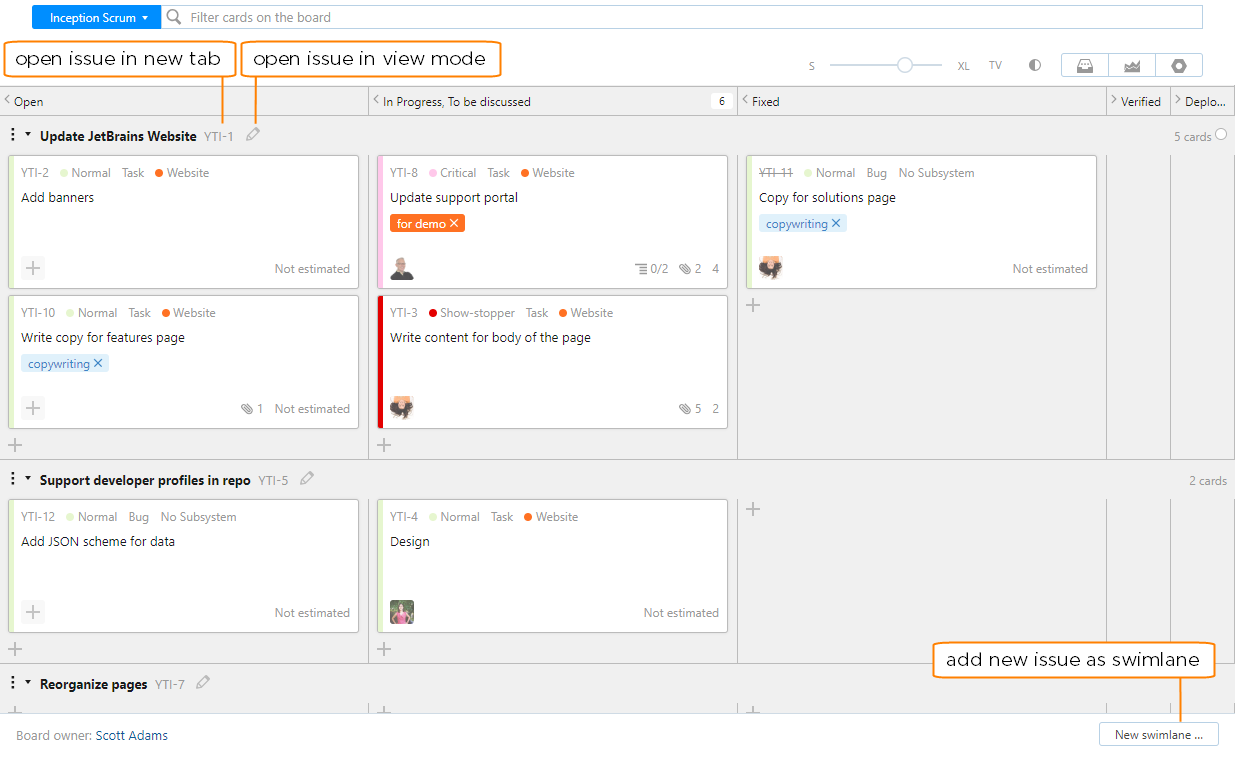 Inception Scrum
Filter cards on the board
open issue in new tab
open issue in view mode
S XL TV
Open
In Progress, To be discussed 6
Fixed
Verified
Deplo...
Update JetBrains Website YTI-1
5 cards
YTI-2 Normal Task Website
Add banners
Not estimated
YTI-8 Critical Task Website
Update support portal
for demo
0/2 2 4
YTI-11 Normal Bug No Subsystem
Copy for solutions page
copywriting
Not estimated
YTI-10 Normal Task Website
Write copy for features page
copywriting
1 Not estimated
YTI-3 Show-stopper Task Website
Write content for body of the page
5 2
Support developer profiles in repo YTI-5
2 cards
YTI-12 Normal Bug No Subsystem
Add JSON scheme for data
Not estimated
YTI-4 Normal Task Website
Design
Not estimated
add new issue as swimlane
Reorganize pages YTI-7
Board owner: Scott Adams
New swimlane ...